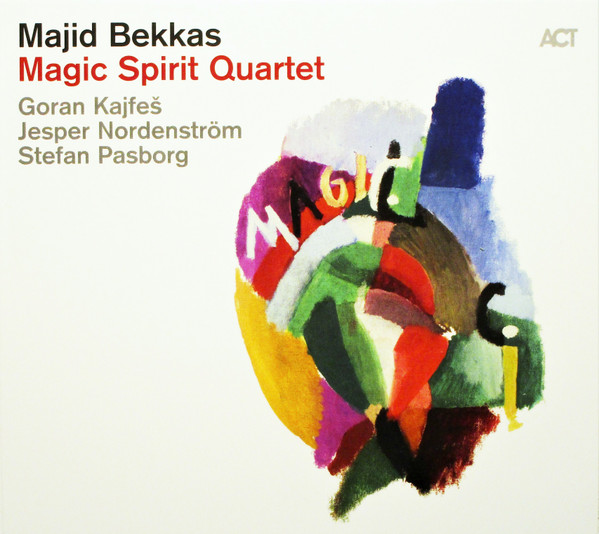 Majid Bekkas
ACT
Magic Spirit Quartet
Goran Kajfeš
Jesper Nordenström
Stefan Pasborg
MAGIC
C.